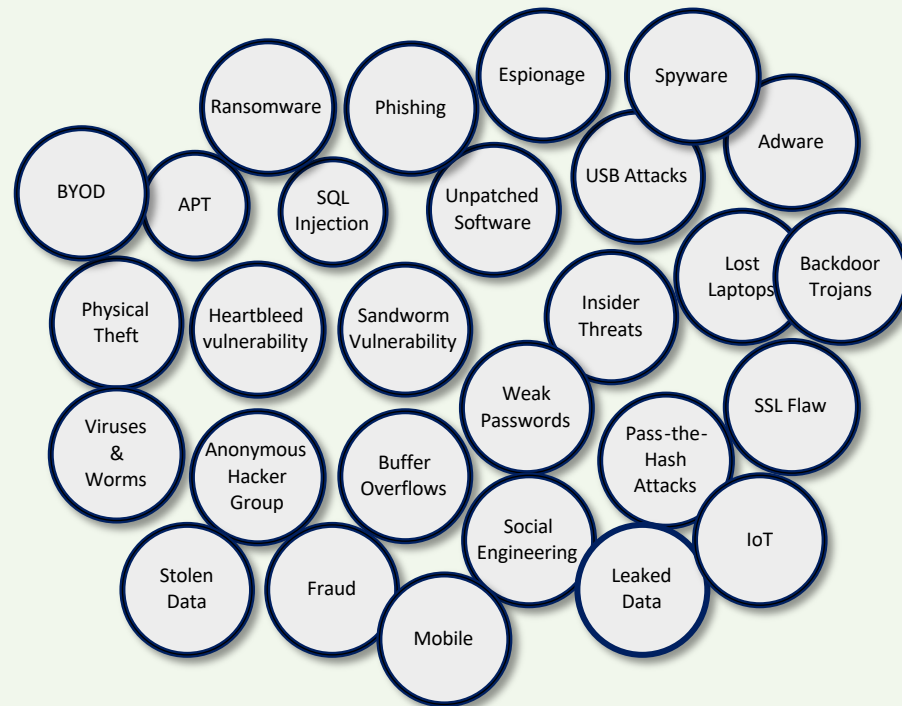 Espionage
Spyware
Ransomware
Phishing
Adware
USB Attacks
BYOD
APT
SQL
Injection
Unpatched
Software
Lost
Laptops
Backdoor
Trojans
Physical
Theft
Heartbleed
vulnerability
Sandworm
Vulnerability
Insider
Threats
Weak
Passwords
SSL Flaw
Viruses
&
Worms
Anonymous
Hacker
Group
Buffer
Overflows
Pass-the-
Hash
Attacks
Social
Engineering
IoT
Stolen
Data
Fraud
Leaked
Data
Mobile